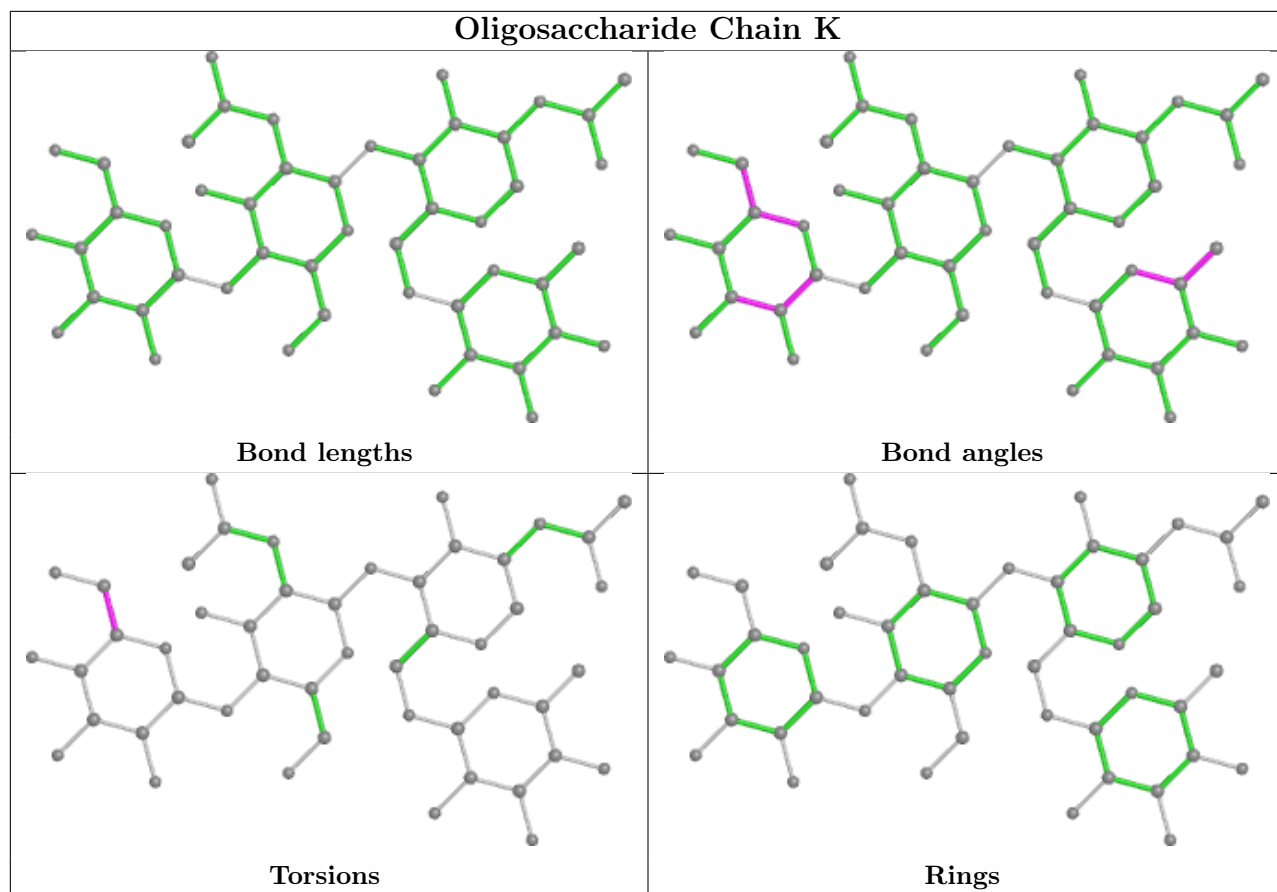 Oligosaccharide Chain K
Bond lengths
Bond angles
Torsions
Rings